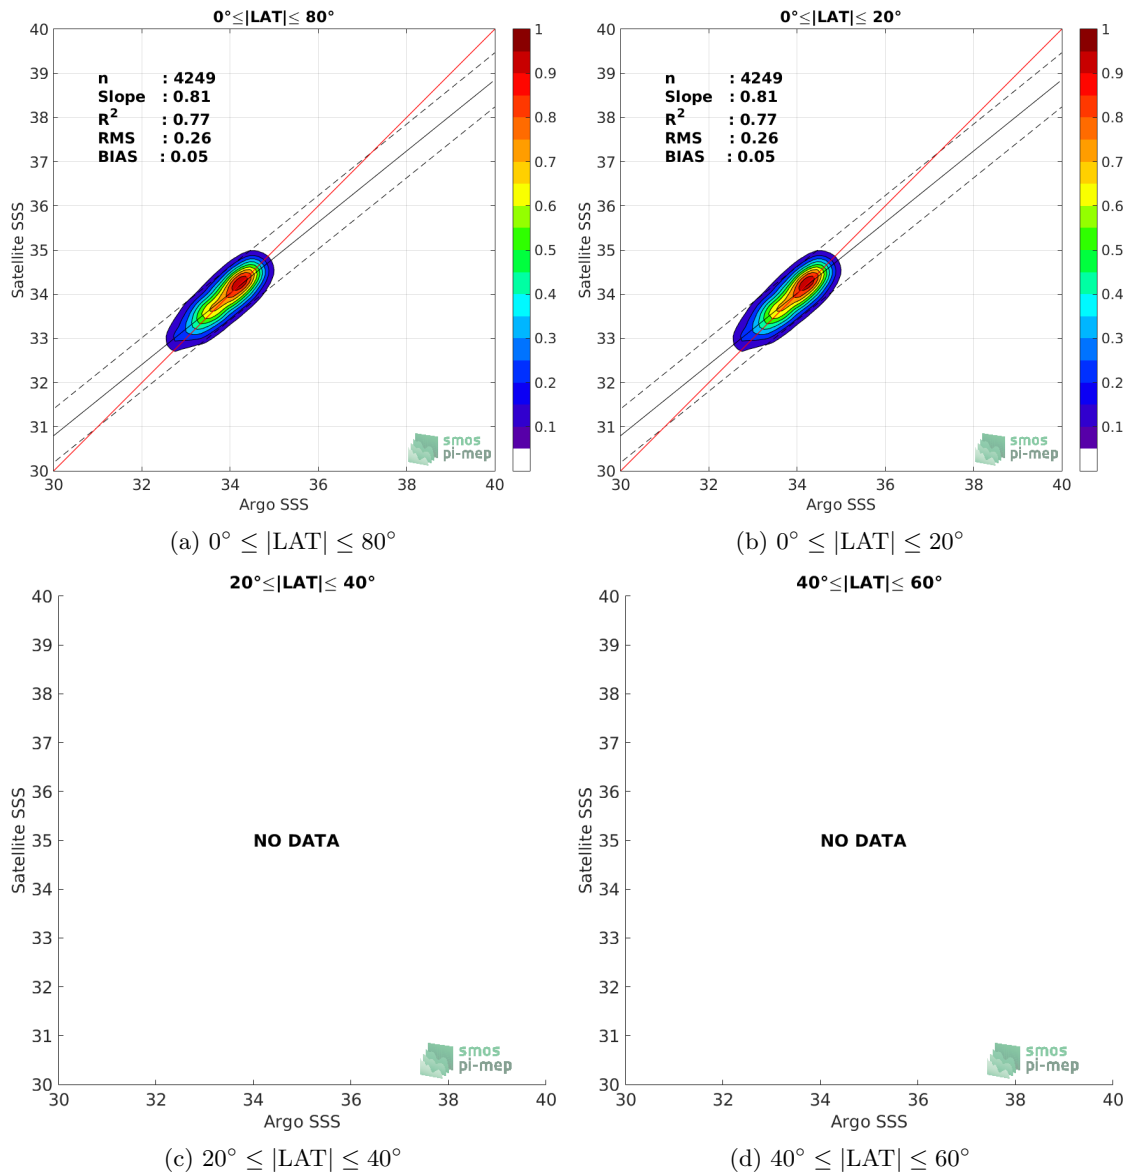 0°≤|LAT|≤ 80°
40
39
38
37
36
35
34
33
32
31
30
Satellite SSS
n : 4249
Slope : 0.81
R² : 0.77
RMS : 0.26
BIAS : 0.05
smos
pi-mep
30 32 34 36 38 40
Argo SSS
1
0.9
0.8
0.7
0.6
0.5
0.4
0.3
0.2
0.1
(a) 0° ≤ |LAT| ≤ 80°
0°≤|LAT|≤ 20°
40
39
38
37
36
35
34
33
32
31
30
Satellite SSS
n : 4249
Slope : 0.81
R² : 0.77
RMS : 0.26
BIAS : 0.05
smos
pi-mep
30 32 34 36 38 40
Argo SSS
1
0.9
0.8
0.7
0.6
0.5
0.4
0.3
0.2
0.1
(b) 0° ≤ |LAT| ≤ 20°
20°≤|LAT|≤ 40°
40
39
38
37
36
35
34
33
32
31
30
Satellite SSS
NO DATA
smos
pi-mep
30 32 34 36 38 40
Argo SSS
(c) 20° ≤ |LAT| ≤ 40°
40°≤|LAT|≤ 60°
40
39
38
37
36
35
34
33
32
31
30
Satellite SSS
NO DATA
smos
pi-mep
30 32 34 36 38 40
Argo SSS
(d) 40° ≤ |LAT| ≤ 60°